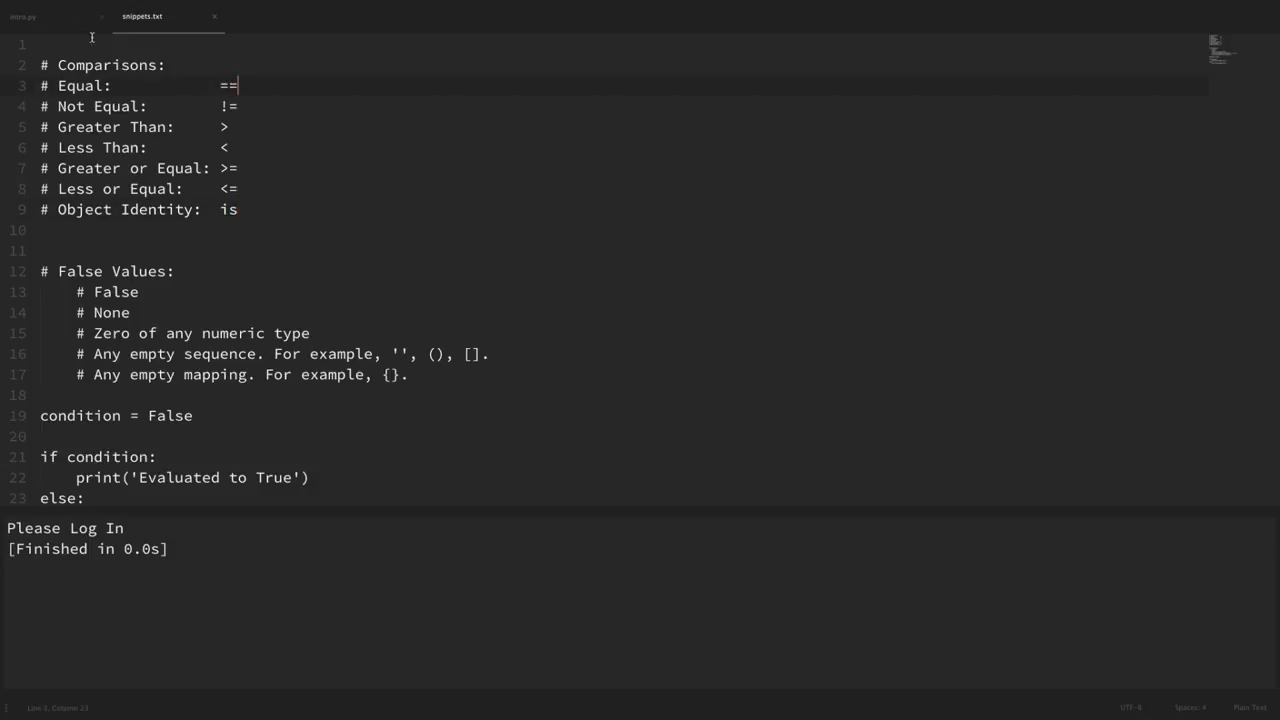 intro.py
snippets.txt
1
2 # Comparisons:
3 # Equal: ==
4 # Not Equal: !=
5 # Greater Than: >
6 # Less Than: <
7 # Greater or Equal: >=
8 # Less or Equal: <=
9 # Object Identity: is
10
11
12 # False Values:
13 # False
14 # None
15 # Zero of any numeric type
16 # Any empty sequence. For example, '', (), [].
17 # Any empty mapping. For example, {}.
18
19 condition = False
20
21 if condition:
22 print('Evaluated to True')
23 else:
Please Log In
[Finished in 0.0s]
Line 3, Column 23
UTF-8
Spaces: 4
Plain Text